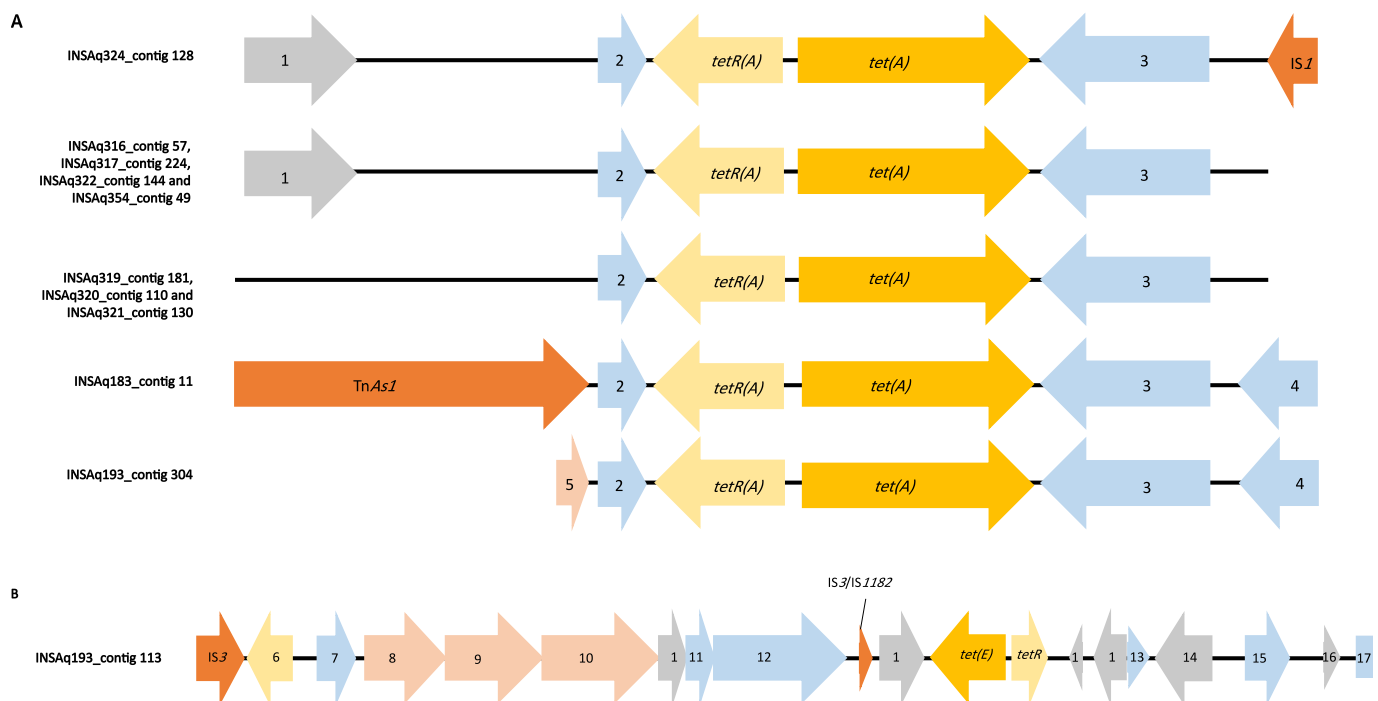 A
INSAq324_contig 128
1
2
tetR(A)
tet(A)
3
IS1
INSAq316_contig 57,
INSAq317_contig 224,
INSAq322_contig 144 and
INSAq354_contig 49
1
2
tetR(A)
tet(A)
3
INSAq319_contig 181,
INSAq320_contig 110 and
INSAq321_contig 130
2
tetR(A)
tet(A)
3
INSAq183_contig 11
TnAs1
2
tetR(A)
tet(A)
3
4
INSAq193_contig 304
5
2
tetR(A)
tet(A)
3
4
B
IS3/IS1182
INSAq193_contig 113
IS3
6
7
8
9
10
1
11
12
1
tet(E)
tetR
1
1
13
14
15
16
17